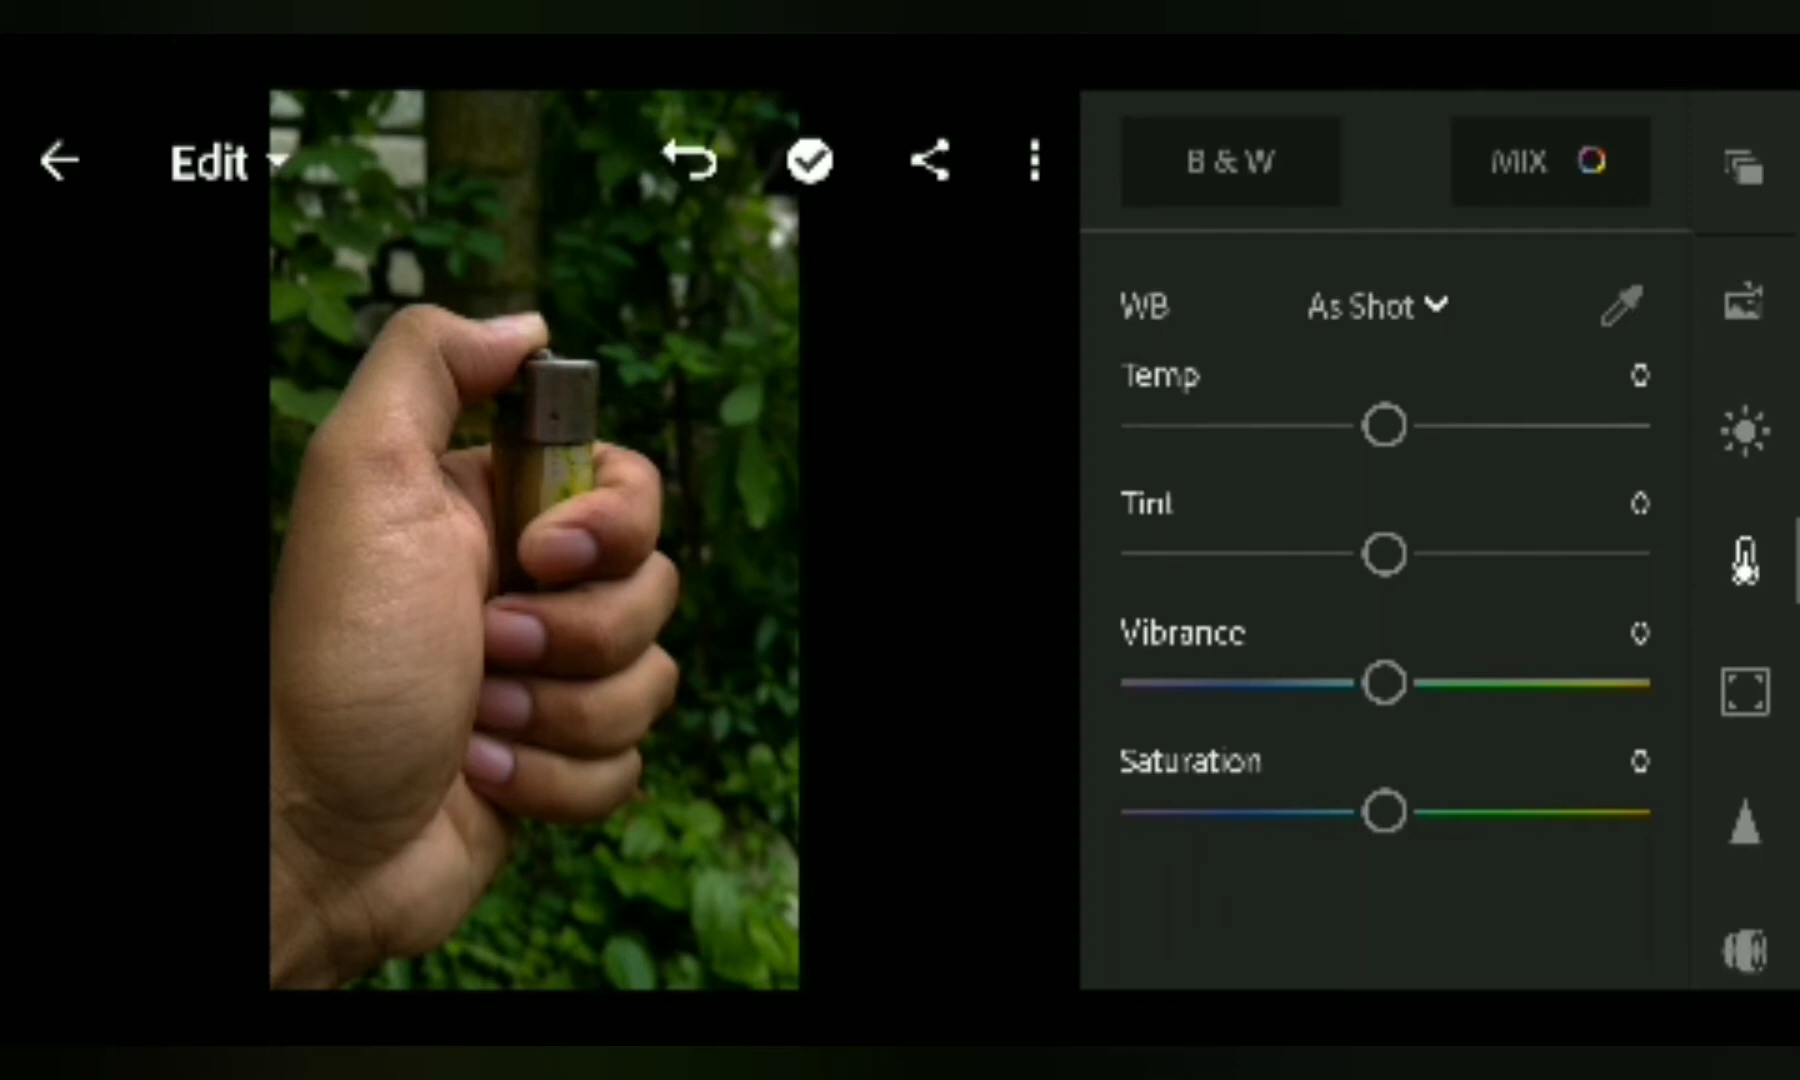 Edit
B & W
MIX
WB
As Shot
Temp
0
Tint
0
Vibrance
0
Saturation
0